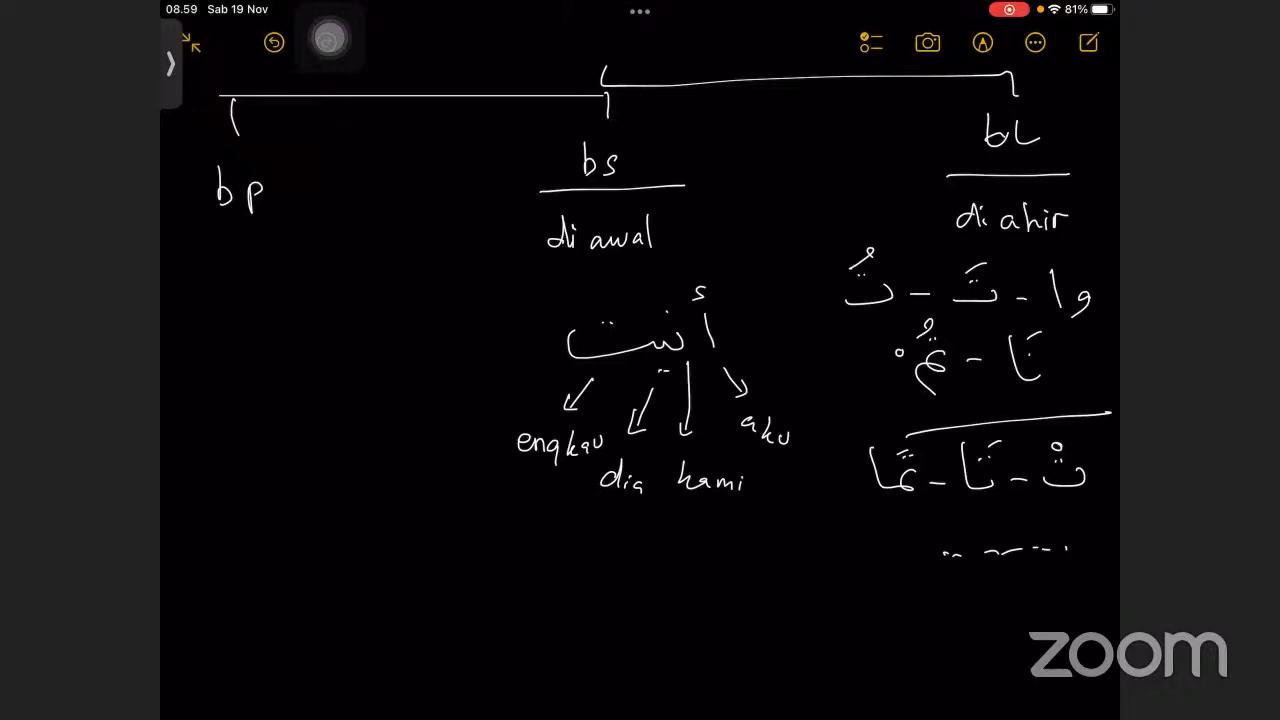 08.59 Sab 19 Nov
81%
bp
bs
bL
di awal
di ahir
وا - تَ - تُ
نَا - تُمْ
أنيت
engkau
dia
kami
aku
تْ - تَا - تُمَا
zoom